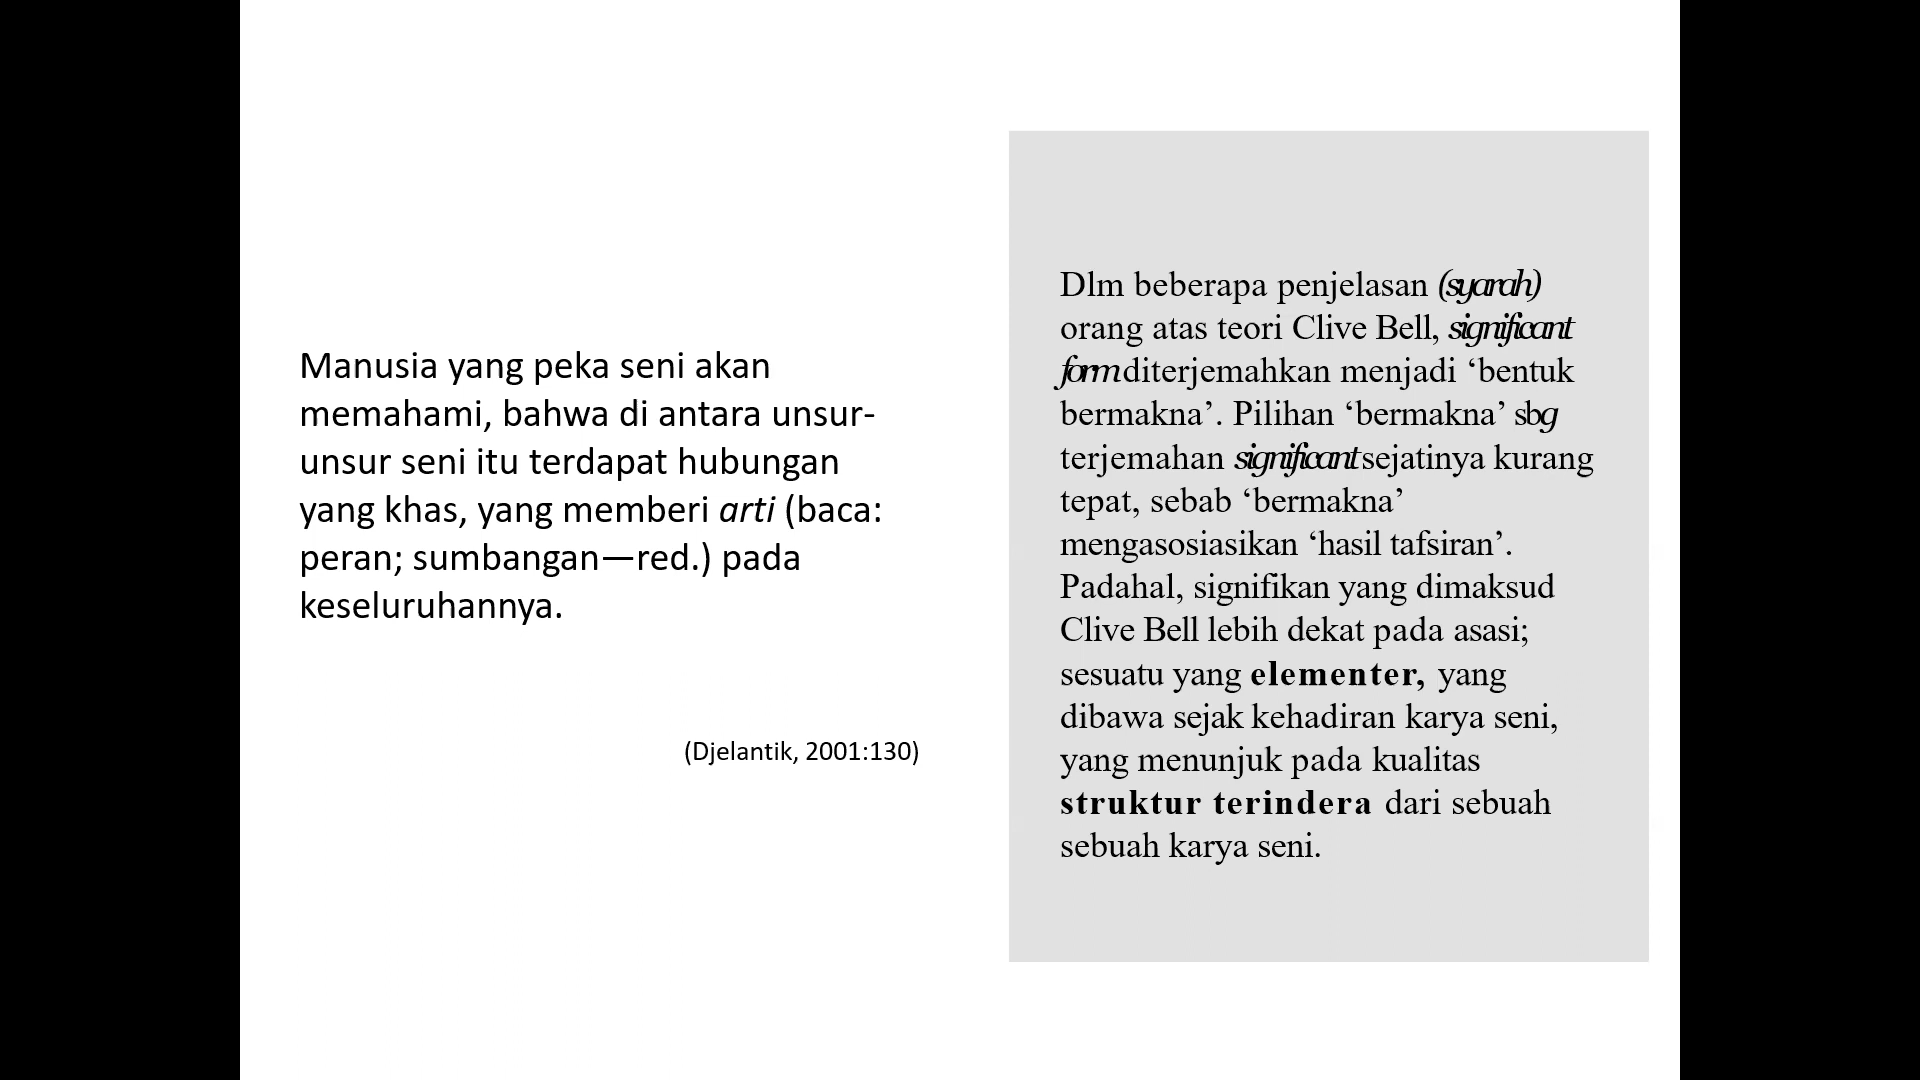 Manusia yang peka seni akan
memahami, bahwa di antara unsur-
unsur seni itu terdapat hubungan
yang khas, yang memberi arti (baca:
peran; sumbangan—red.) pada
keseluruhannya.
(Djelantik, 2001:130)
Dlm beberapa penjelasan (syarah)
orang atas teori Clive Bell, significant
form diterjemahkan menjadi ‘bentuk
bermakna’. Pilihan ‘bermakna’ sbg
terjemahan significant sejatinya kurang
tepat, sebab ‘bermakna’
mengasosiasikan ‘hasil tafsiran’.
Padahal, signifikan yang dimaksud
Clive Bell lebih dekat pada asasi;
sesuatu yang elementer, yang
dibawa sejak kehadiran karya seni,
yang menunjuk pada kualitas
struktur terindera dari sebuah
sebuah karya seni.